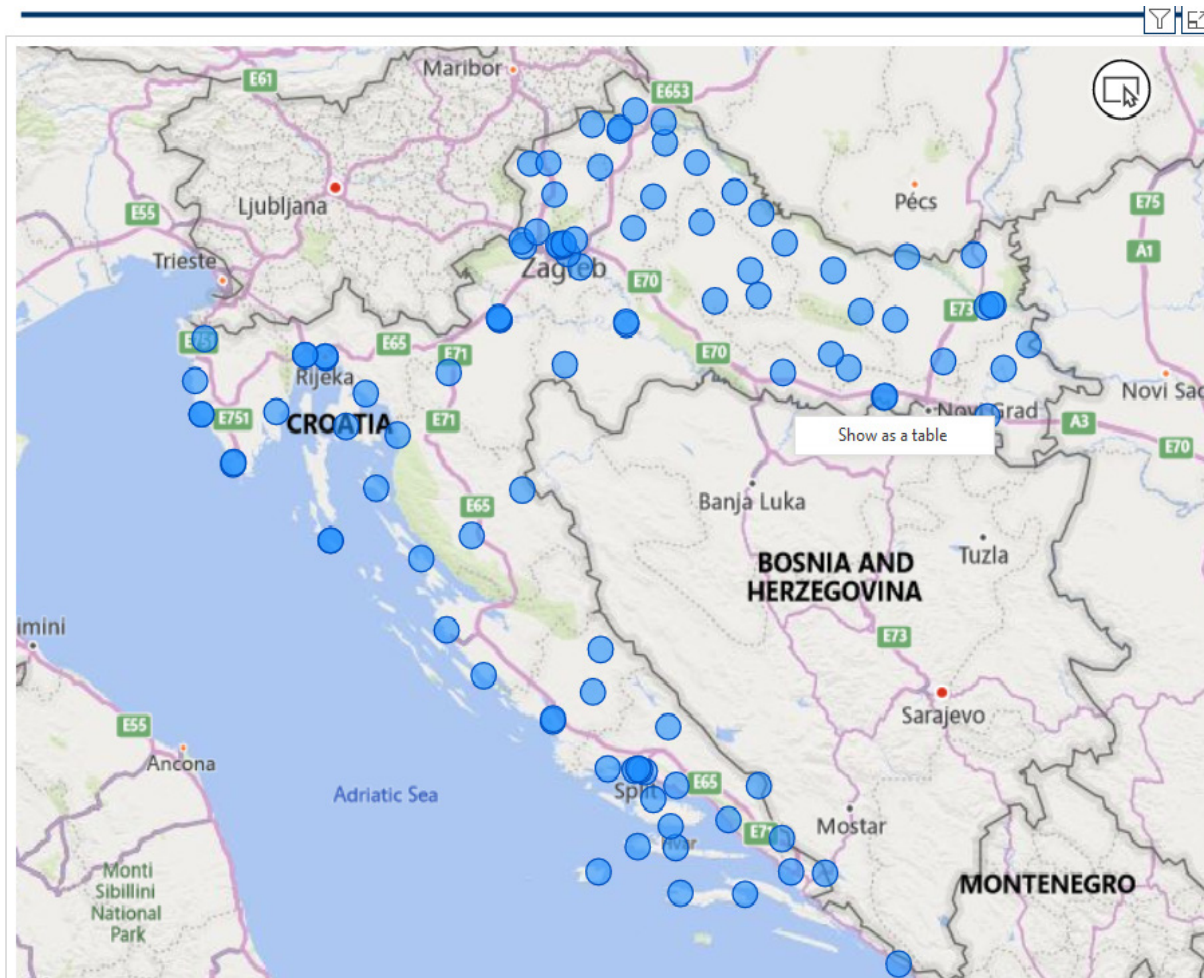 Maribor
E61
E653
Ljubljana
Pécs
E75
E55
Trieste
A1
Zagreb
E70
E73
E751
E65
E71
E70
Rijeka
Novi Sad
CROATIA
E751
E71
Novi Grad
A3
Show as a table
E70
Banja Luka
E65
Tuzla
BOSNIA AND
HERZEGOVINA
imini
E73
Sarajevo
E55
Ancona
Adriatic Sea
Split
E65
Mostar
Hvar
Monti
Sibillini
National
Park
MONTENEGRO